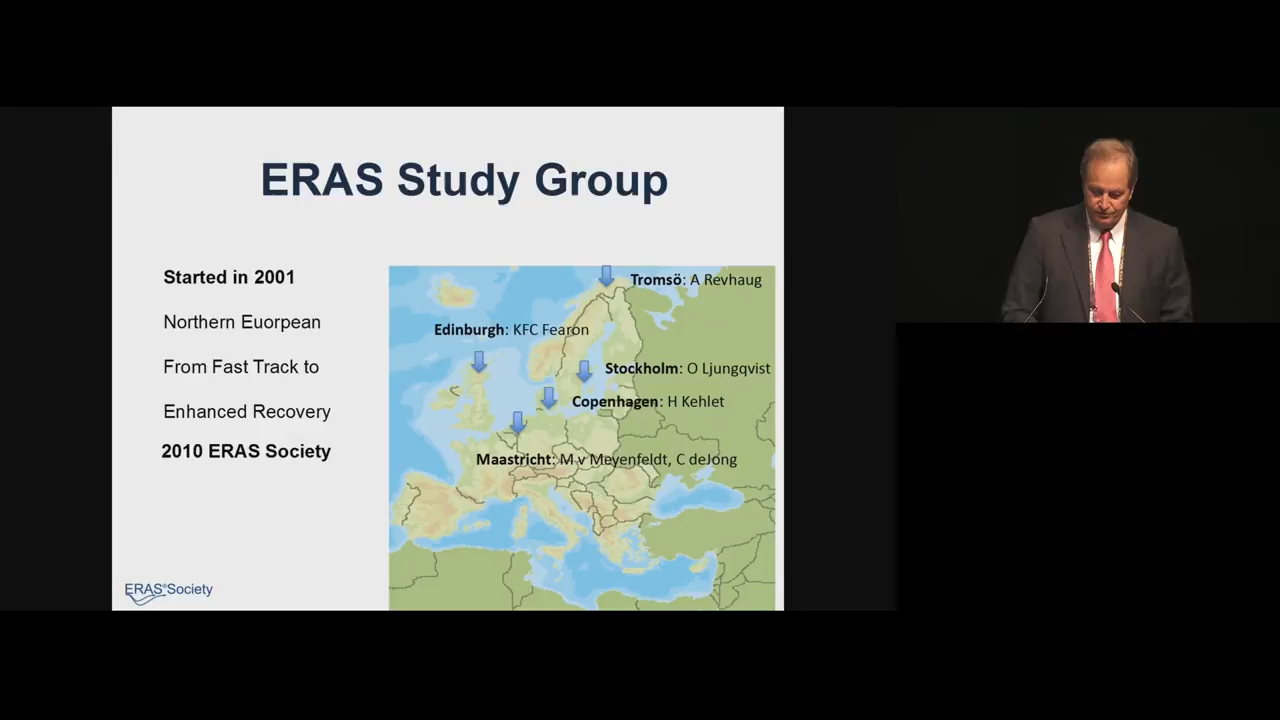 ERAS Study Group
Started in 2001
Northern Euorpean
From Fast Track to
Enhanced Recovery
2010 ERAS Society
Tromsö: A Revhaug
Edinburgh: KFC Fearon
Stockholm: O Ljungqvist
Copenhagen: H Kehlet
Maastricht: M v Meyenfeldt, C deJong
ERAS®Society